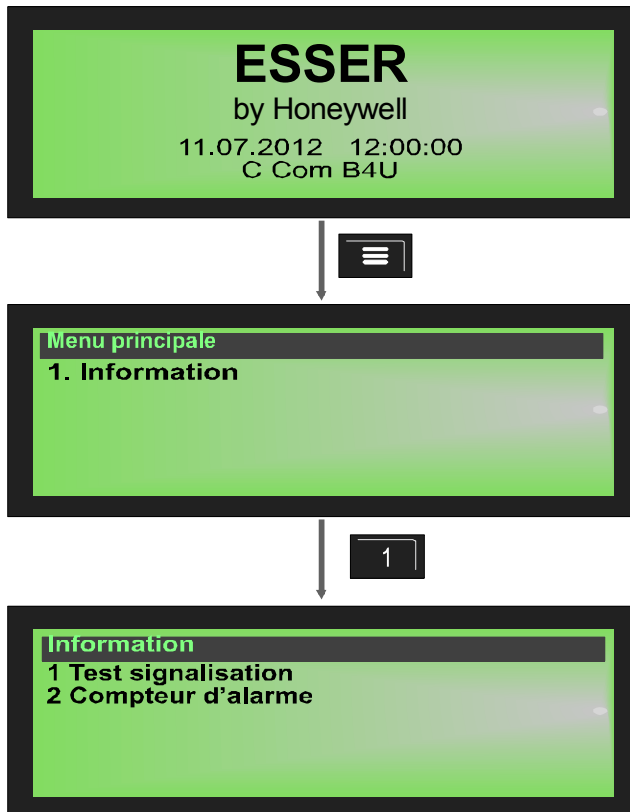 ESSER
by Honeywell
11.07.2012 12:00:00
C Com B4U
Menu principale
1. Information
1
Information
1 Test signalisation
2 Compteur d'alarme